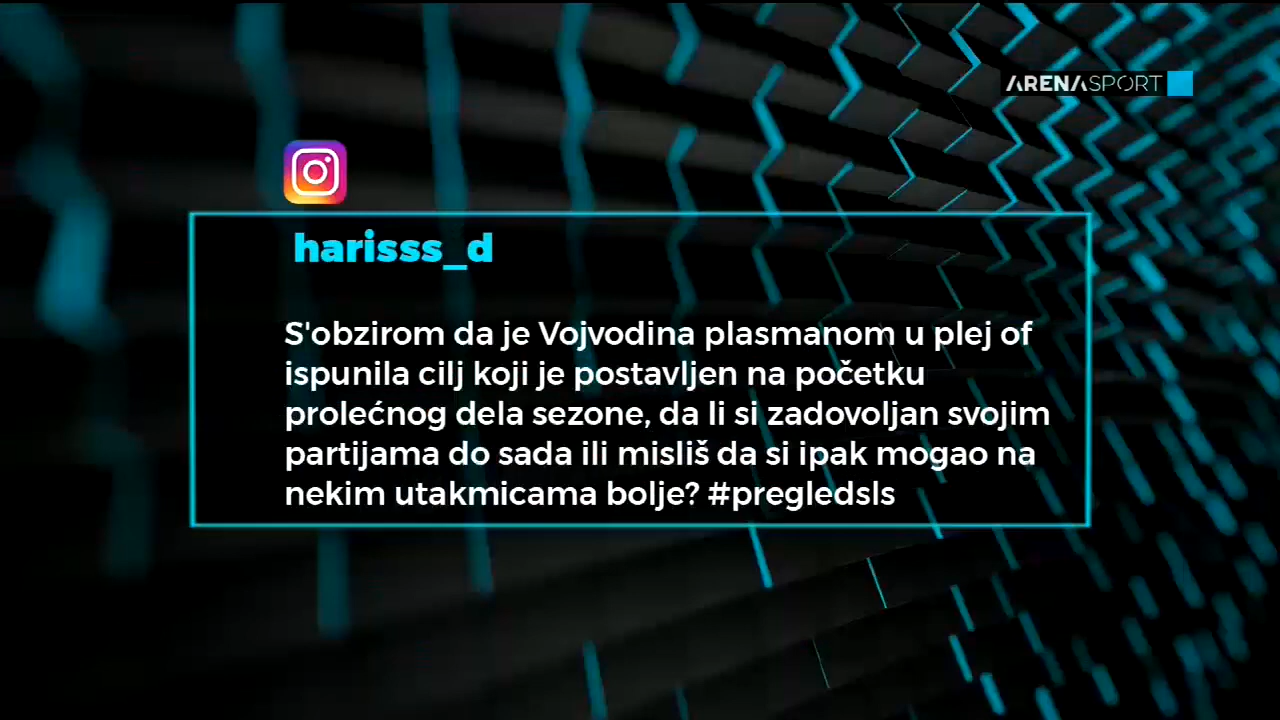 ARENASPORT
harisss_d
S'obzirom da je Vojvodina plasmanom u plej of
ispunila cilj koji je postavljen na početku
prolećnog dela sezone, da li si zadovoljan svojim
partijama do sada ili misliš da si ipak mogao na
nekim utakmicama bolje? #pregledsls